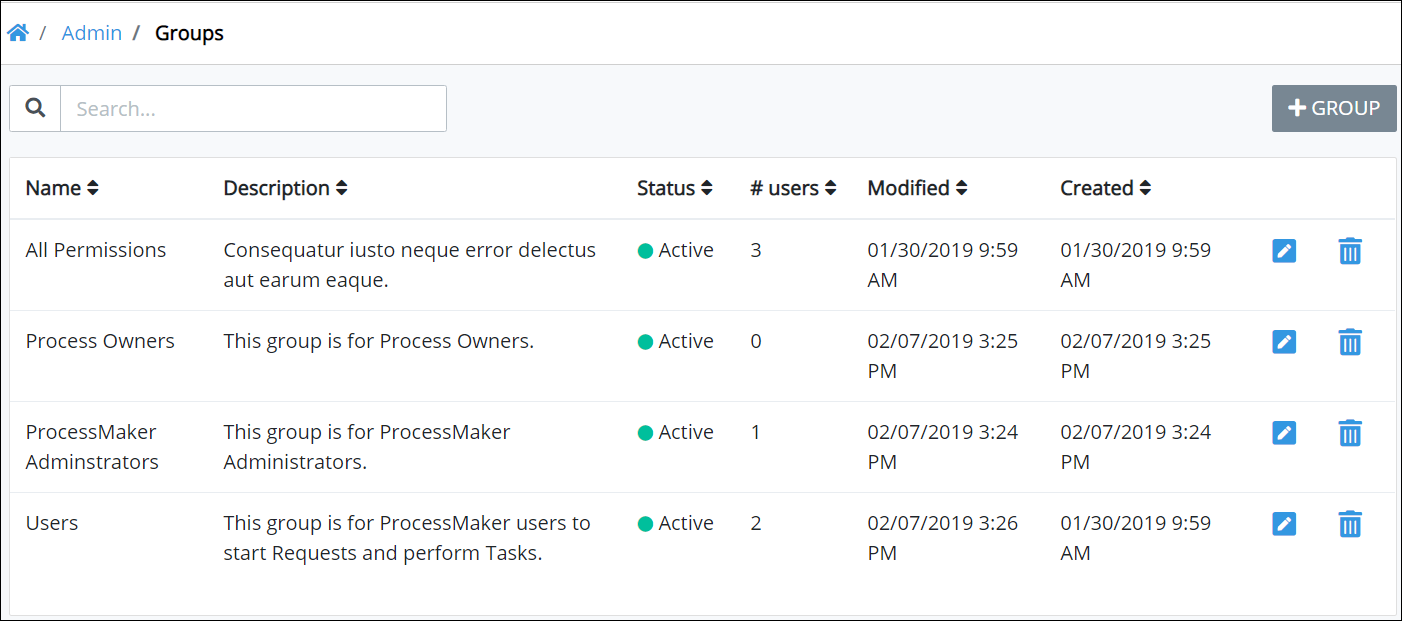 / Admin / Groups
Search...
GROUP
Name Description Status # users Modified Created
All Permissions Consequatur iusto neque error delectus Active 3 01/30/2019 9:59 01/30/2019 9:59
aut earum eaque. AM AM
Process Owners This group is for Process Owners. Active 0 02/07/2019 3:25 02/07/2019 3:25
PM PM
ProcessMaker This group is for ProcessMaker Active 1 02/07/2019 3:24 02/07/2019 3:24
Adminstrators Administrators. PM PM
Users This group is for ProcessMaker users to Active 2 02/07/2019 3:26 01/30/2019 9:59
start Requests and perform Tasks. PM AM